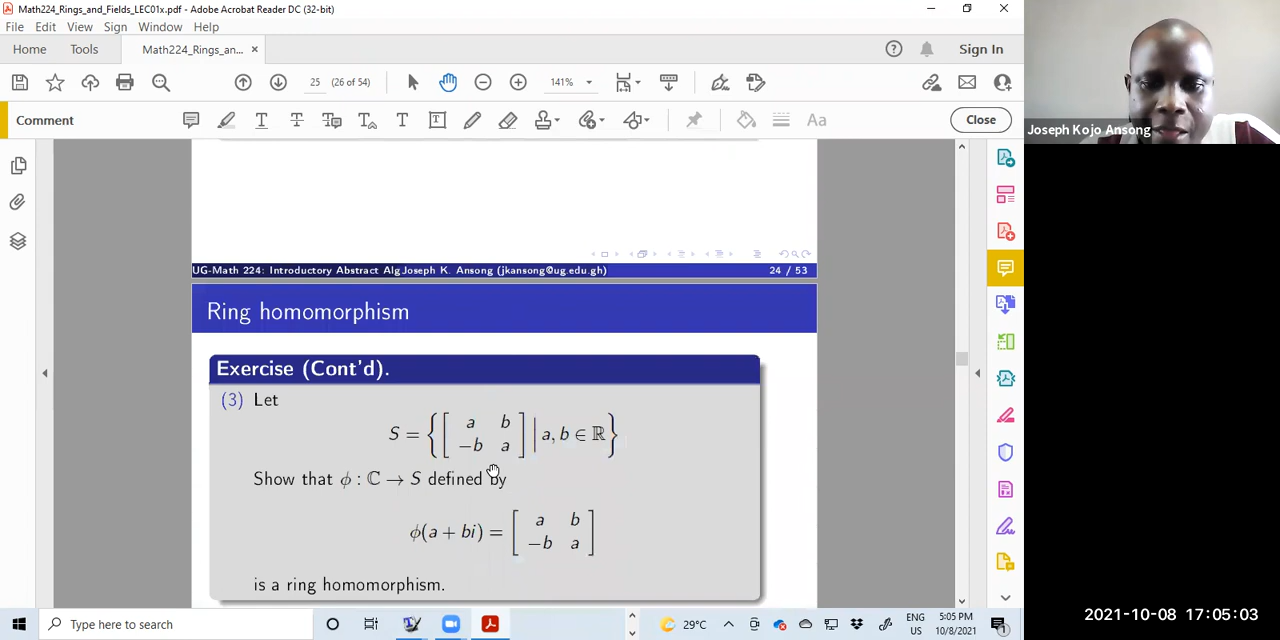 Math224_Rings_and_Fields_LEC01x.pdf - Adobe Acrobat Reader DC (32-bit)
File Edit View Sign Window Help
Home Tools Math224_Rings_an... × Sign In
25 (26 of 54) 141%
Comment Aa Close
Joseph Kojo Ansong
UG-Math 224: Introductory Abstract Alg Joseph K. Ansong (jkansong@ug.edu.gh) 24 / 53
Ring homomorphism
Exercise (Cont'd).
(3) Let
S = { [ a b
-b a ] | a, b ∈ ℝ }
Show that ϕ : ℂ → S defined by
ϕ(a + bi) = [ a b
-b a ]
is a ring homomorphism.
2021-10-08 17:05:03
Type here to search 29°C ENG US 5:05 PM 10/8/2021